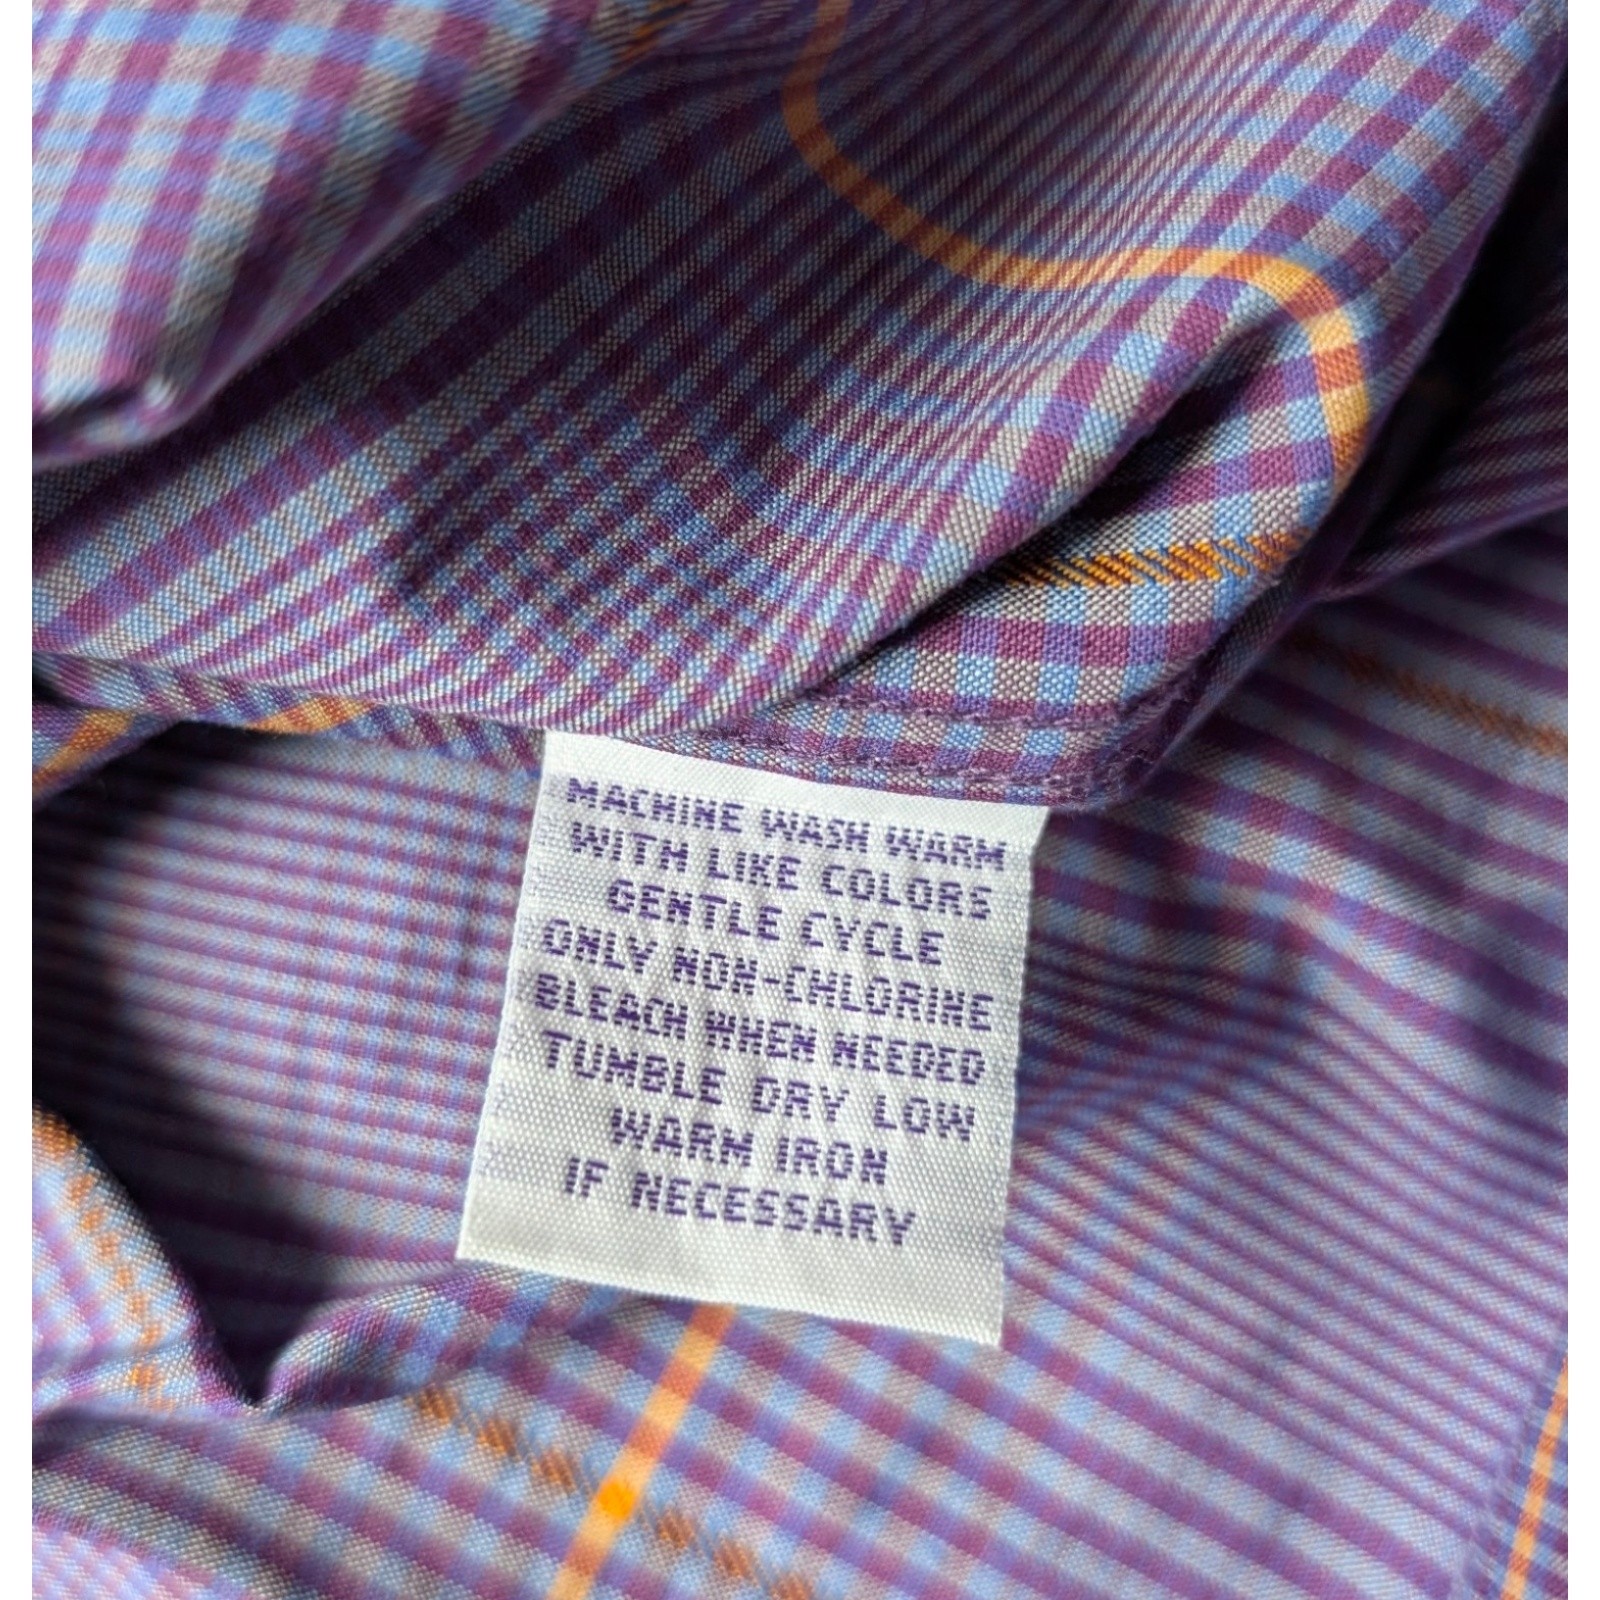 MACHINE WASH WARM
WITH LIKE COLORS
GENTLE CYCLE
ONLY NON-CHLORINE
BLEACH WHEN NEEDED
TUMBLE DRY LOW
WARM IRON
IF NECESSARY